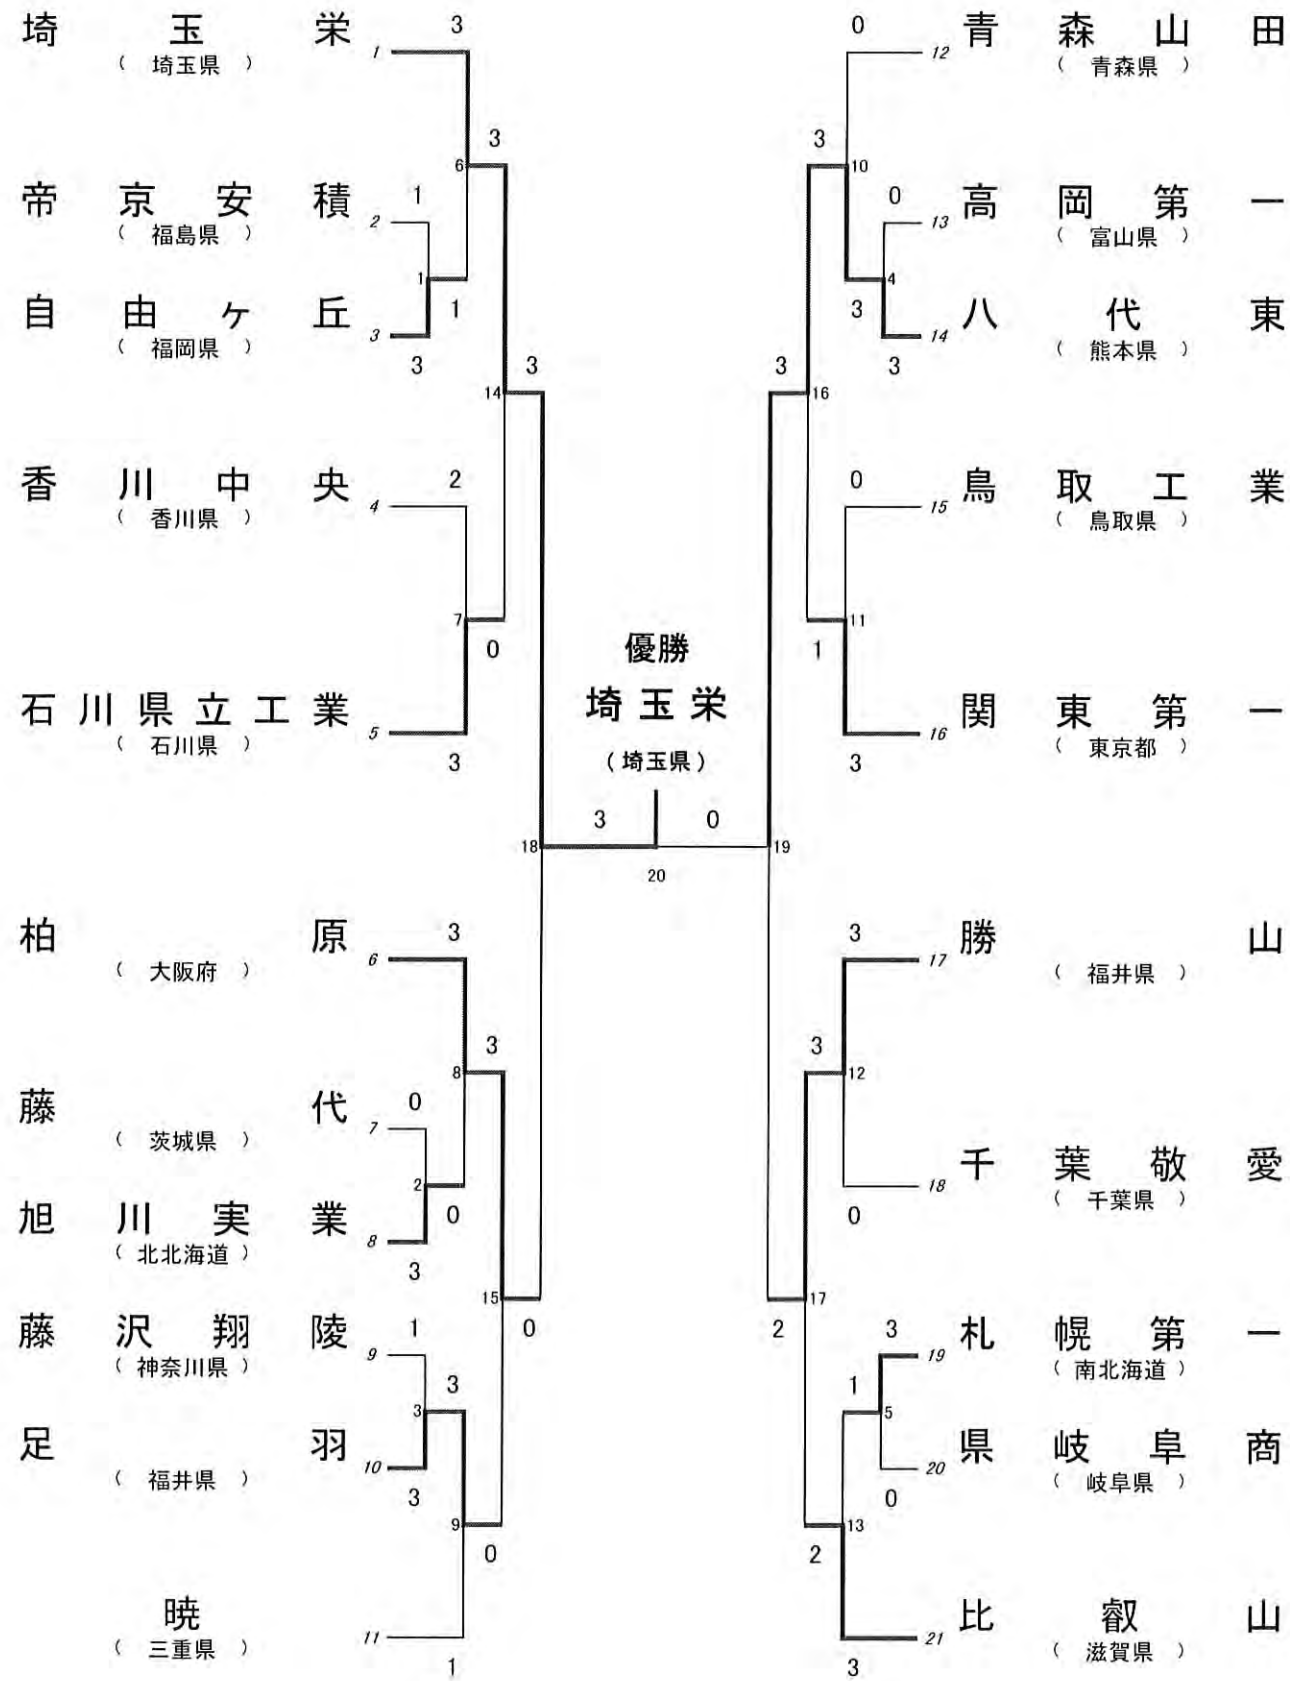 埼玉栄
（埼玉県）
1
3
6
3
帝京安積
（福島県）
2
1
1
1
自由ヶ丘
（福岡県）
3
3
14
3
香川中央
（香川県）
4
2
7
0
石川県立工業
（石川県）
5
3
柏原
（大阪府）
6
3
8
3
藤代
（茨城県）
7
0
2
0
旭川実業
（北北海道）
8
3
15
0
藤沢翔陵
（神奈川県）
9
1
3
3
足羽
（福井県）
10
3
9
0
暁
（三重県）
11
1
優勝
埼玉栄
（埼玉県）
18
3
0
19
20
0
12
青森山田
（青森県）
3
10
0
13
高岡第一
（富山県）
3
4
3
14
八代東
（熊本県）
3
16
0
15
鳥取工業
（鳥取県）
1
11
3
16
関東第一
（東京都）
3
17
勝山
（福井県）
3
12
0
18
千葉敬愛
（千葉県）
2
17
3
19
札幌第一
（南北海道）
1
5
0
20
県岐阜商
（岐阜県）
2
13
3
21
比叡山
（滋賀県）